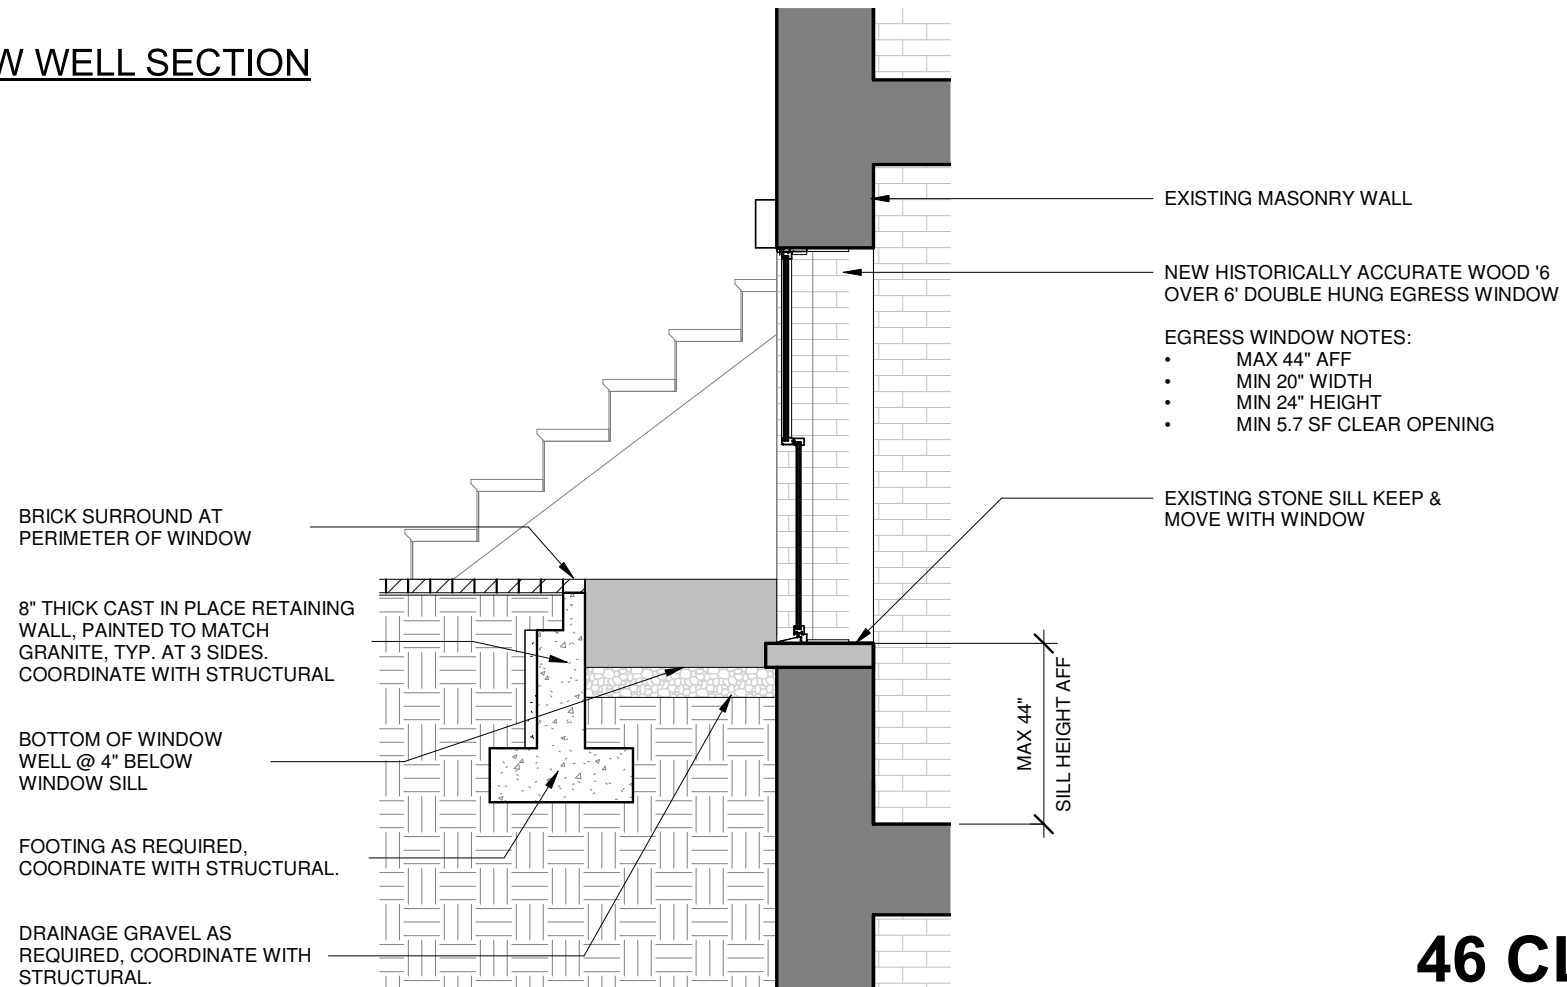 W WELL SECTION
EXISTING MASONRY WALL
NEW HISTORICALLY ACCURATE WOOD '6
OVER 6' DOUBLE HUNG EGRESS WINDOW
EGRESS WINDOW NOTES:
• MAX 44" AFF
• MIN 20" WIDTH
• MIN 24" HEIGHT
• MIN 5.7 SF CLEAR OPENING
EXISTING STONE SILL KEEP &
MOVE WITH WINDOW
BRICK SURROUND AT
PERIMETER OF WINDOW
8" THICK CAST IN PLACE RETAINING
WALL, PAINTED TO MATCH
GRANITE, TYP. AT 3 SIDES.
COORDINATE WITH STRUCTURAL
BOTTOM OF WINDOW
WELL @ 4" BELOW
WINDOW SILL
FOOTING AS REQUIRED,
COORDINATE WITH STRUCTURAL.
DRAINAGE GRAVEL AS
REQUIRED, COORDINATE WITH
STRUCTURAL.
MAX 44"
SILL HEIGHT AFF
46 CL